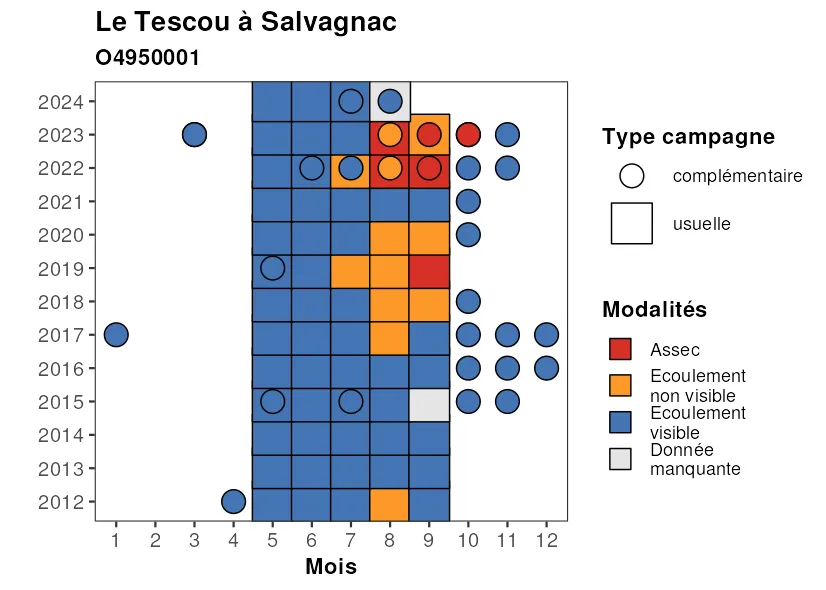 Le Tescou à Salvagnac
O4950001
2024
2023
2022
2021
2020
2019
2018
2017
2016
2015
2014
2013
2012
1 2 3 4 5 6 7 8 9 10 11 12
Mois
Type campagne
complémentaire
usuelle
Modalités
Assec
Ecoulement
non visible
Ecoulement
visible
Donnée
manquante